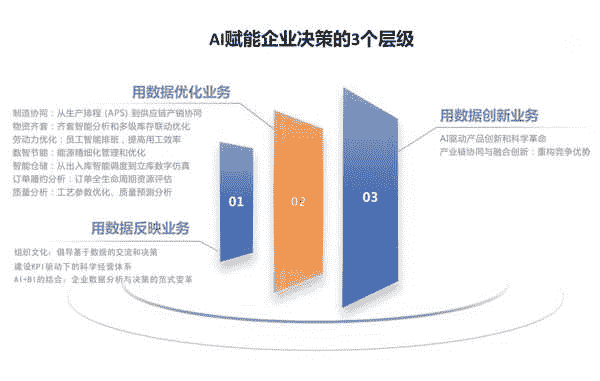 AI赋能企业决策的3个层级
用数据优化业务
制造协同：从生产排程 (APS) 到供应链产销协同
物资齐套：齐套智能分析和多级库存联动优化
劳动力优化：员工智能排班，提高用工效率
数智节能：能源精细化管理和优化
智能仓储：从出入库智能调度到立库数字仿真
订单履约分析：订单全生命周期资源评估
质量分析：工艺参数优化、质量预测分析
用数据反映业务
组织文化：倡导基于数据的交流和决策
建设KPI驱动下的科学经营体系
AI+BI的结合：企业数据分析与决策的范式变革
01
02
03
用数据创新业务
AI驱动产品创新和科学革命
产业链协同与融合创新：重构竞争优势